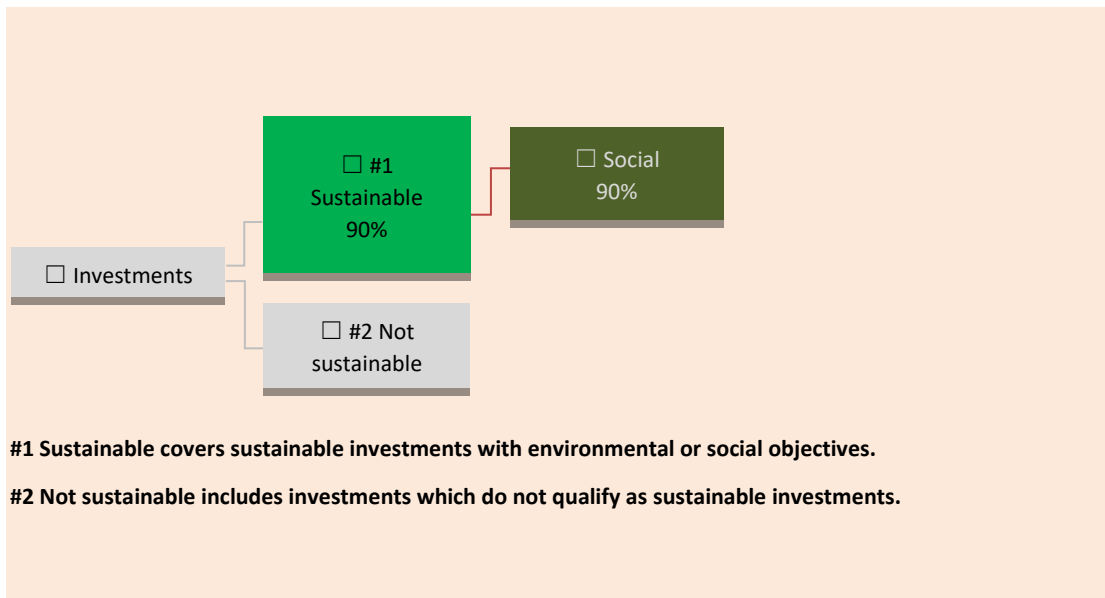 ☐ #1
Sustainable
90%
☐ Social
90%
☐ Investments
☐ #2 Not
sustainable
#1 Sustainable covers sustainable investments with environmental or social objectives.
#2 Not sustainable includes investments which do not qualify as sustainable investments.